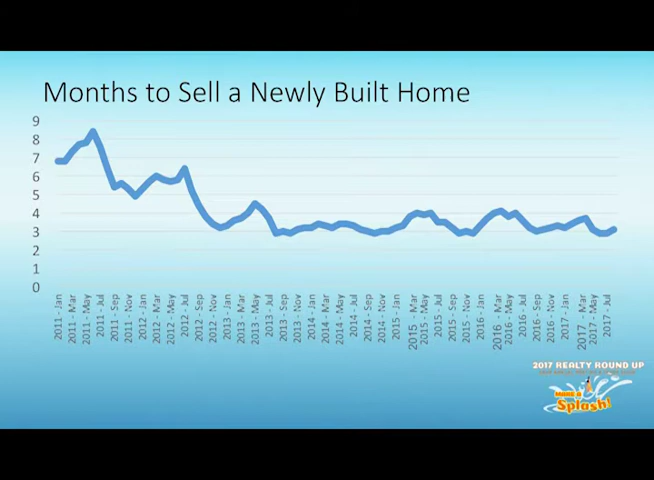 Months to Sell a Newly Built Home
9
8
7
6
5
4
3
2
1
0
2011 - Jan
2011 - Mar
2011 - May
2011 - Jul
2011 - Sep
2011 - Nov
2012 - Jan
2012 - Mar
2012 - May
2012 - Jul
2012 - Sep
2012 - Nov
2013 - Jan
2013 - Mar
2013 - May
2013 - Jul
2013 - Sep
2013 - Nov
2014 - Jan
2014 - Mar
2014 - May
2014 - Jul
2014 - Sep
2014 - Nov
2015 - Jan
2015 - Mar
2015 - May
2015 - Jul
2015 - Sep
2015 - Nov
2016 - Jan
2016 - Mar
2016 - May
2016 - Jul
2016 - Sep
2016 - Nov
2017 - Jan
2017 - Mar
2017 - May
2017 - Jul
2017 REALTY ROUND UP
MAKE A
Splash!